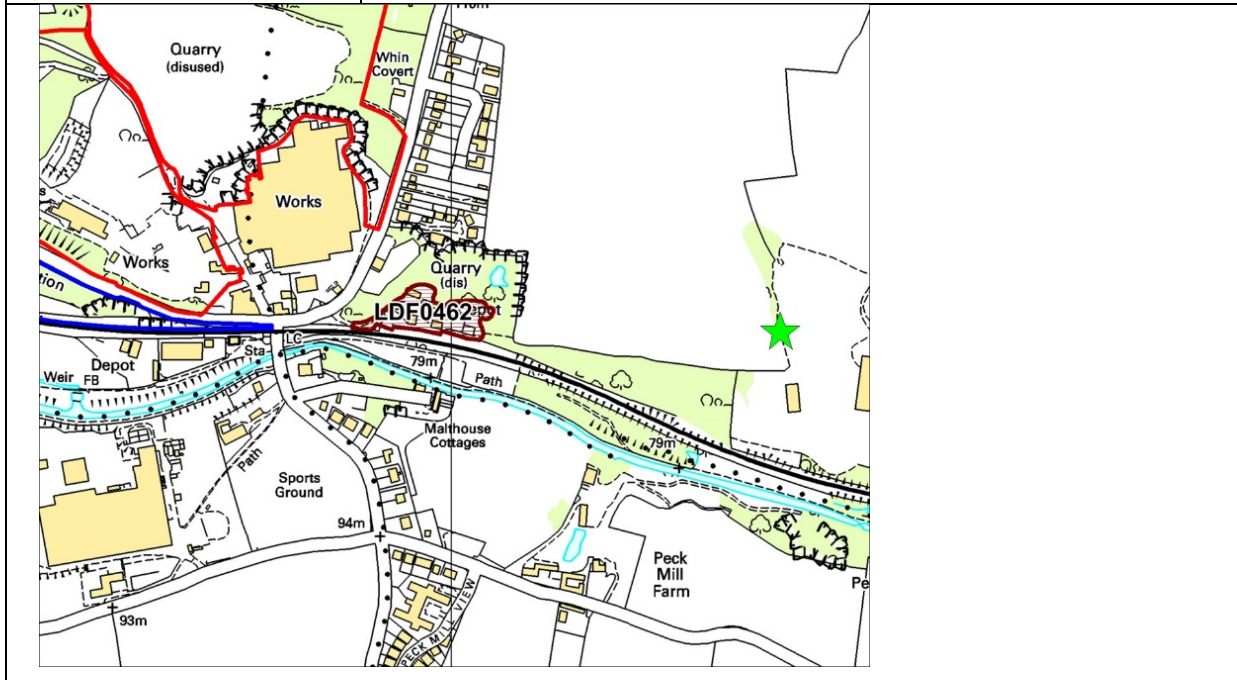 Quarry
(disused)
Whin
Covert
Works
Works
Quarry
(dis)
LDF0462
Sta
LC
Depot
79m
Path
Weir
FB
Malthouse
Cottages
79m
Path
Sports
Ground
94m
Peck
Mill
Farm
93m
PECK MILL VIEW